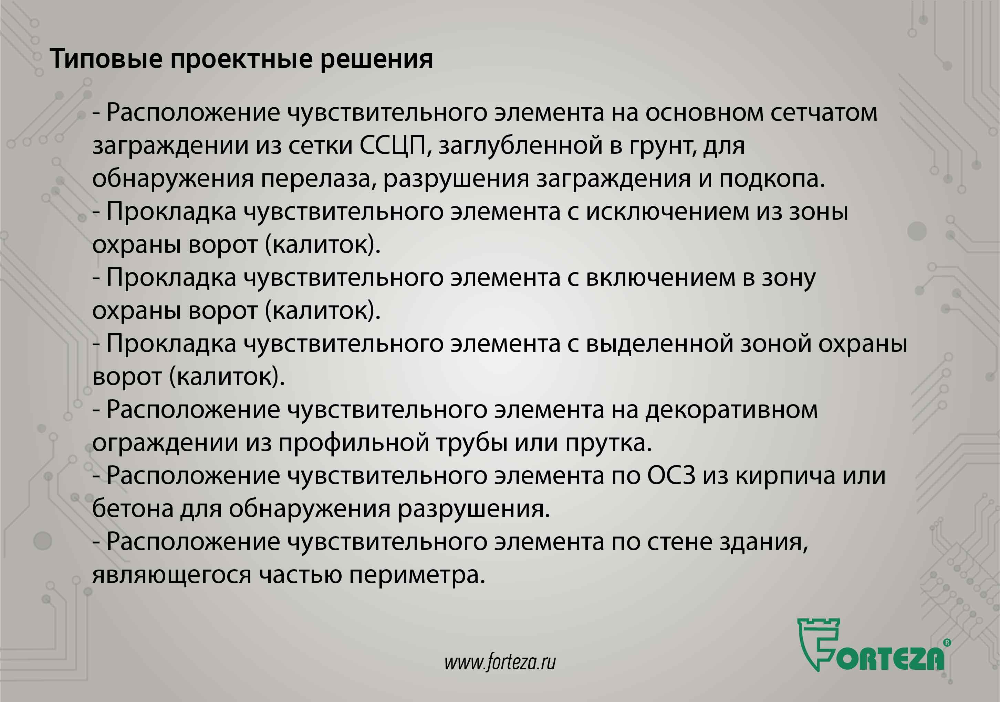 Типовые проектные решения
- Расположение чувствительного элемента на основном сетчатом
заграждении из сетки ССЦП, заглубленной в грунт, для
обнаружения перелаза, разрушения заграждения и подкопа.
- Прокладка чувствительного элемента с исключением из зоны
охраны ворот (калиток).
- Прокладка чувствительного элемента с включением в зону
охраны ворот (калиток).
- Прокладка чувствительного элемента с выделенной зоной охраны
ворот (калиток).
- Расположение чувствительного элемента на декоративном
ограждении из профильной трубы или прутка.
- Расположение чувствительного элемента по ОСЗ из кирпича или
бетона для обнаружения разрушения.
- Расположение чувствительного элемента по стене здания,
являющегося частью периметра.
www.forteza.ru
FORTEZA®